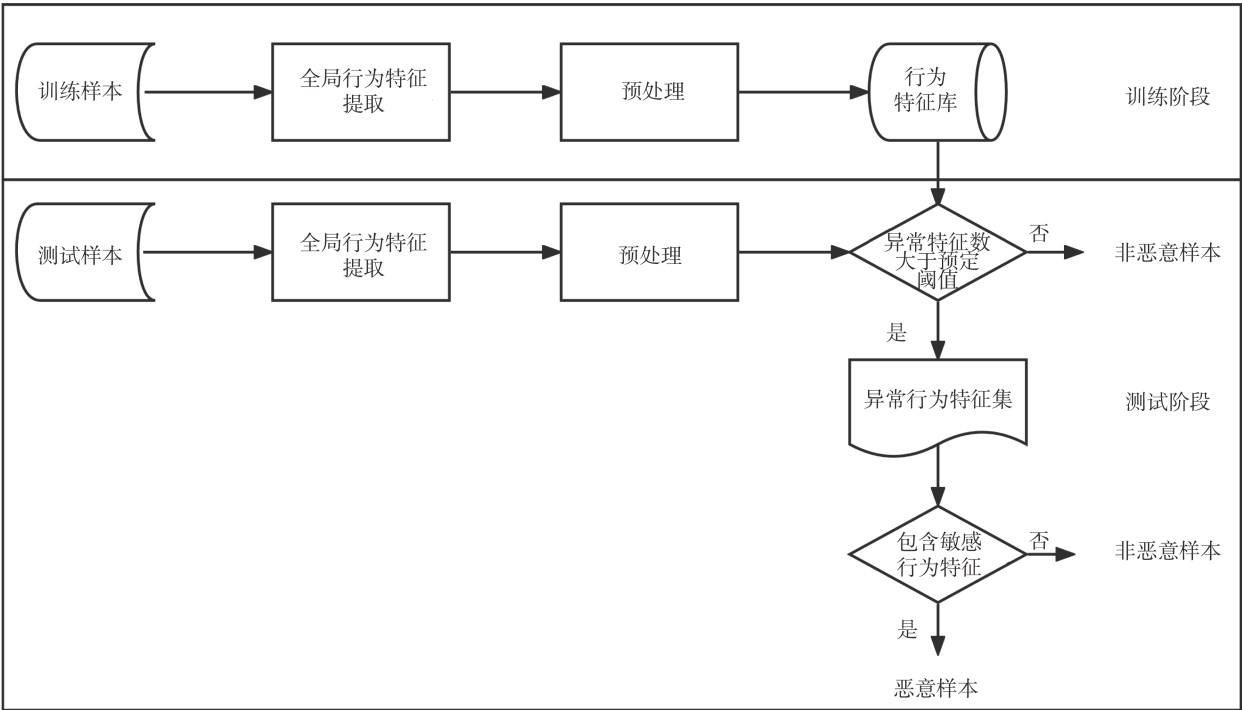 训练样本
全局行为特征
提取
预处理
行为
特征库
训练阶段
测试样本
全局行为特征
提取
预处理
异常特征数
大于预定
阈值
否
非恶意样本
是
异常行为特征集
测试阶段
包含敏感
行为特征
否
非恶意样本
是
恶意样本